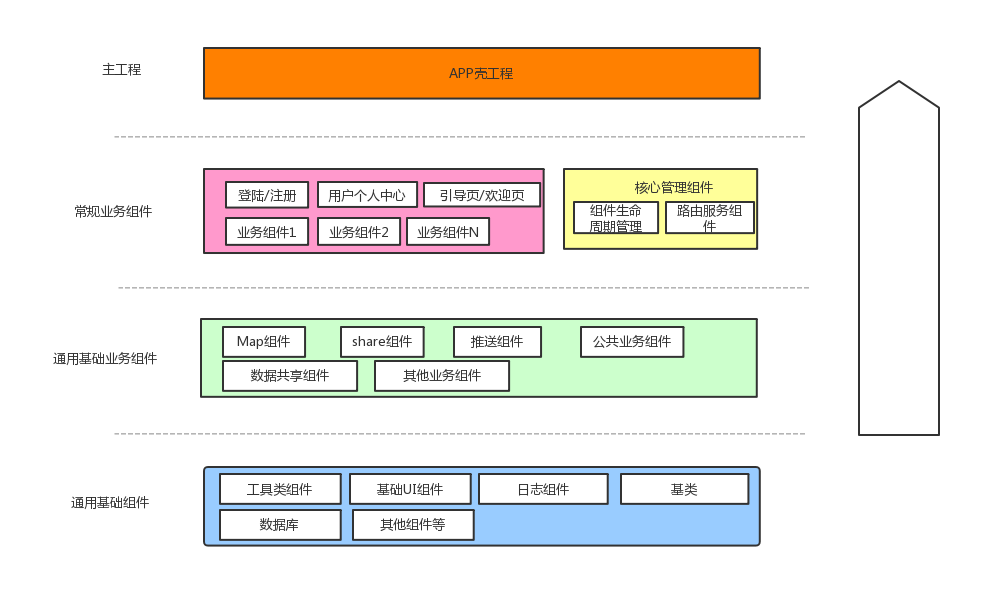 主工程
APP壳工程
常规业务组件
登陆/注册
用户个人中心
引导页/欢迎页
业务组件1
业务组件2
业务组件N
核心管理组件
组件生命
周期管理
路由服务组
件
通用基础业务组件
Map组件
share组件
推送组件
公共业务组件
数据共享组件
其他业务组件
通用基础组件
工具类组件
基础UI组件
日志组件
基类
数据库
其他组件等